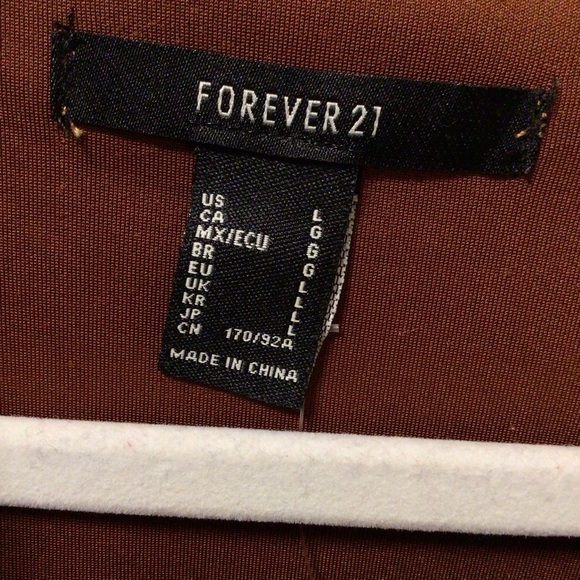 FOREVER 21
US L
CA G
MX/ECU G
BR G
EU L
UK L
KR L
JP L
CN 170/92A
MADE IN CHINA